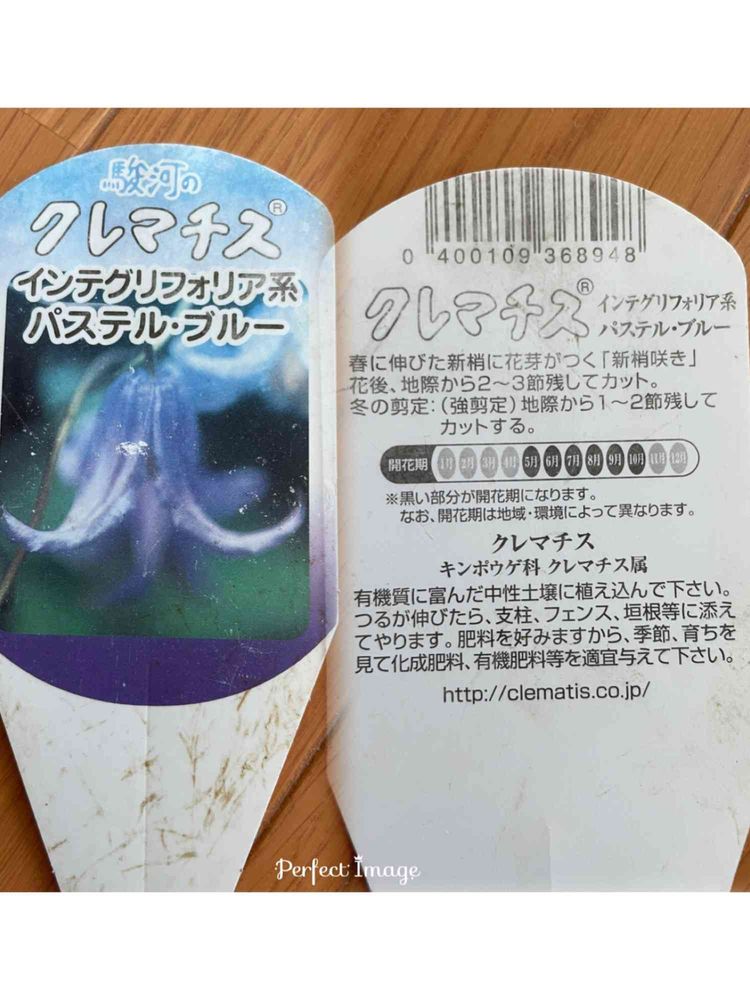 駿河の
クレマチス®
インテグリフォリア系
パステル・ブルー
0 400109 368948
クレマチス®
インテグリフォリア系
パステル・ブルー
春に伸びた新梢に花芽がつく「新梢咲き」
花後、地際から2〜3節残してカット。
冬の剪定：(強剪定)地際から1〜2節残して
カットする。
開花期 1月 2月 3月 4月 5月 6月 7月 8月 9月 10月 11月 12月
※黒い部分が開花期になります。
なお、開花期は地域・環境によって異なります。
クレマチス
キンポウゲ科 クレマチス属
有機質に富んだ中性土壌に植え込んで下さい。
つるが伸びたら、支柱、フェンス、垣根等に添え
てやります。肥料を好みますから、季節、育ちを
見て化成肥料、有機肥料等を適宜与えて下さい。
http://clematis.co.jp/
Perfect Image